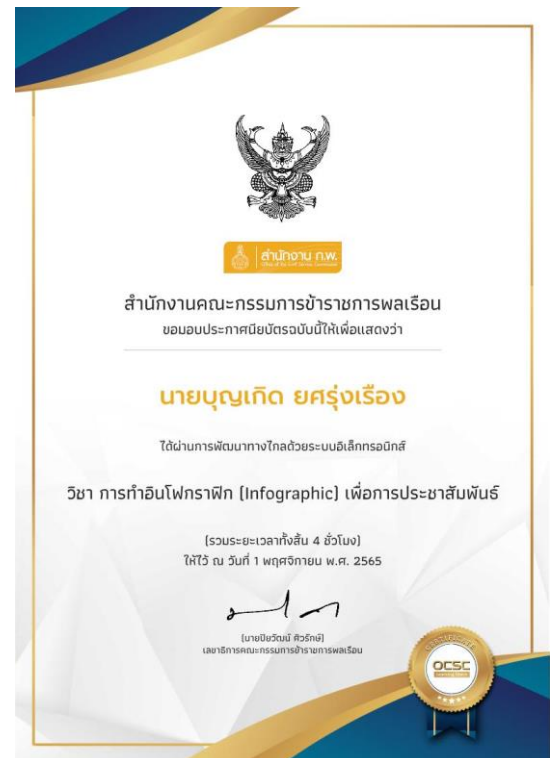 สำนักงาน ก.พ.
Office of the Civil Service Commission
สำนักงานคณะกรรมการข้าราชการพลเรือน
ขอมอบประกาศนียบัตรฉบับนี้ให้เพื่อแสดงว่า
นายบุญเกิด ยศรุ่งเรือง
ได้ผ่านการพัฒนาทางไกลด้วยระบบอิเล็กทรอนิกส์
วิชา การทำอินโฟกราฟิก (Infographic) เพื่อการประชาสัมพันธ์
(รวมระยะเวลาทั้งสิ้น 4 ชั่วโมง)
ให้ไว้ ณ วันที่ 1 พฤศจิกายน พ.ศ. 2565
(นายปิยวัฒน์ ศิวรักษ์)
เลขาธิการคณะกรรมการข้าราชการพลเรือน
CERTIFICATE
OCSC